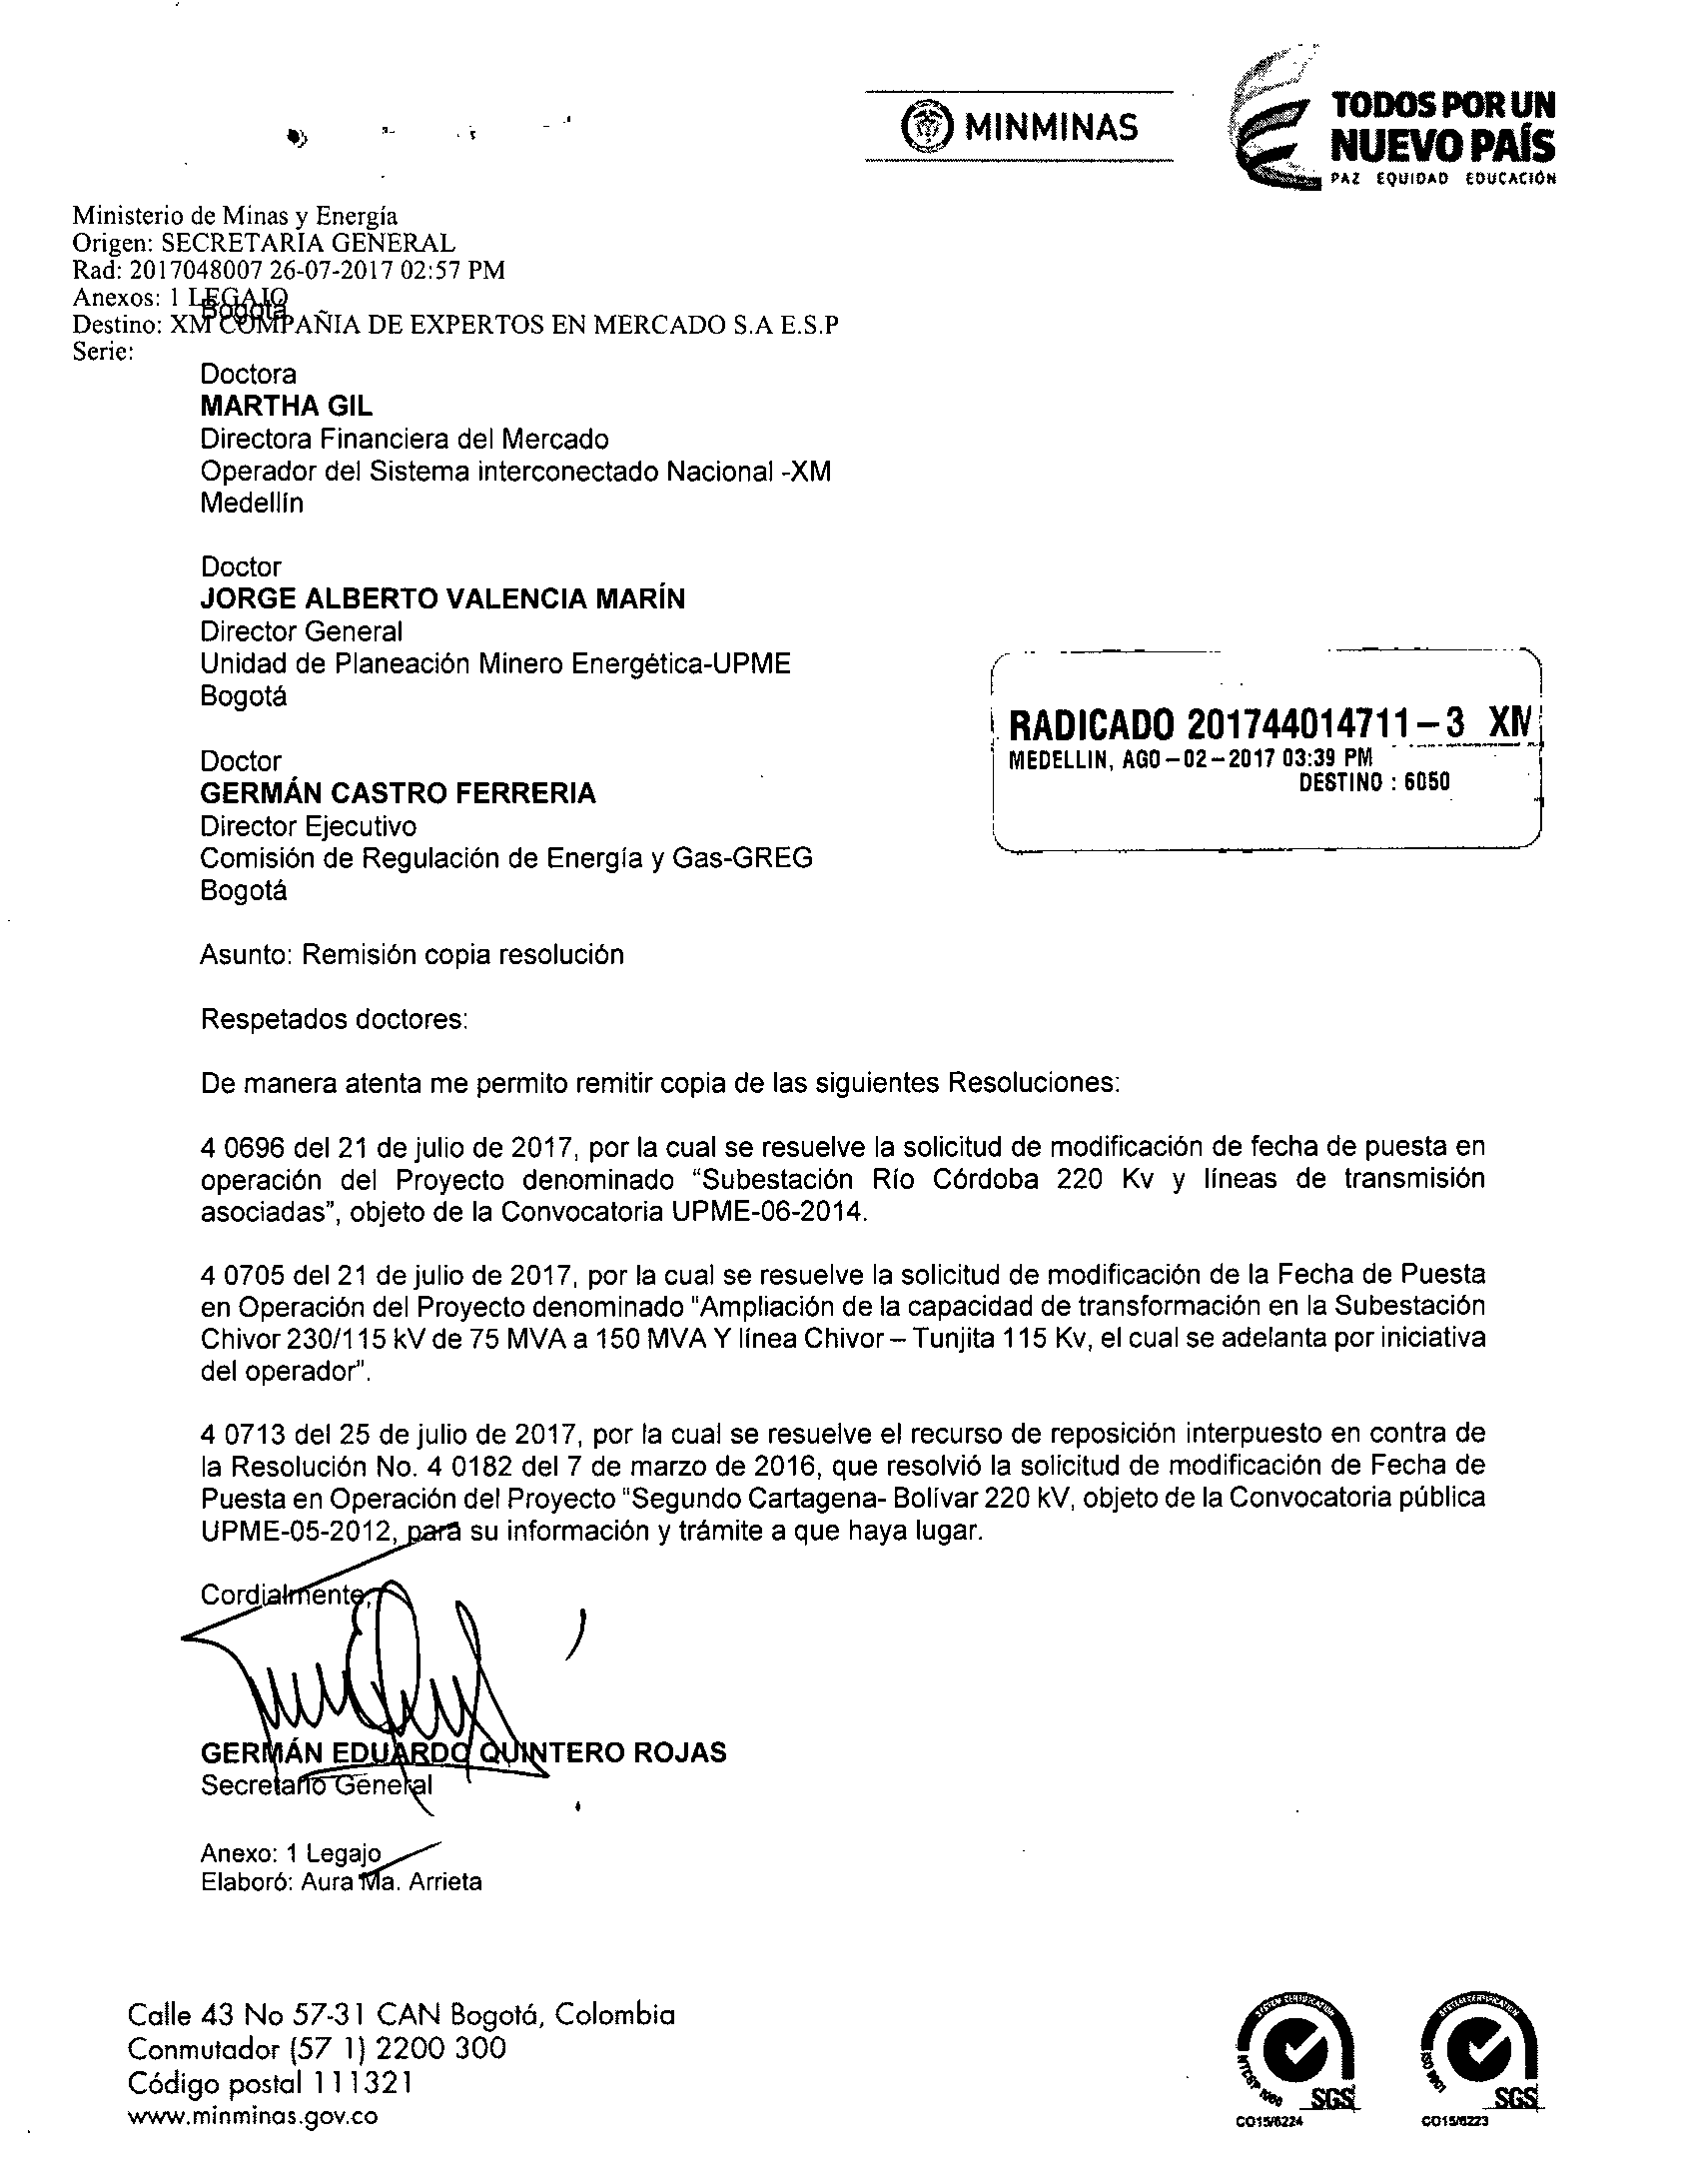 MINMINAS
TODOS POR UN
NUEVO PAÍS
PAZ EQUIDAD EDUCACIÓN
Ministerio de Minas y Energía
Origen: SECRETARIA GENERAL
Rad: 2017048007 26-07-2017 02:57 PM
Anexos: 1 LEGAJO
Bogotá
Destino: XM COMPAÑIA DE EXPERTOS EN MERCADO S.A E.S.P
Serie:
Doctora
MARTHA GIL
Directora Financiera del Mercado
Operador del Sistema interconectado Nacional -XM
Medellín
Doctor
JORGE ALBERTO VALENCIA MARÍN
Director General
Unidad de Planeación Minero Energética-UPME
Bogotá
RADICADO 201744014711-3 XM
MEDELLIN, AGO-02-2017 03:39 PM
DESTINO : 6050
Doctor
GERMÁN CASTRO FERRERIA
Director Ejecutivo
Comisión de Regulación de Energía y Gas-GREG
Bogotá
Asunto: Remisión copia resolución
Respetados doctores:
De manera atenta me permito remitir copia de las siguientes Resoluciones:
4 0696 del 21 de julio de 2017, por la cual se resuelve la solicitud de modificación de fecha de puesta en
operación del Proyecto denominado “Subestación Río Córdoba 220 Kv y líneas de transmisión
asociadas”, objeto de la Convocatoria UPME-06-2014.
4 0705 del 21 de julio de 2017, por la cual se resuelve la solicitud de modificación de la Fecha de Puesta
en Operación del Proyecto denominado "Ampliación de la capacidad de transformación en la Subestación
Chivor 230/115 kV de 75 MVA a 150 MVA Y línea Chivor – Tunjita 115 Kv, el cual se adelanta por iniciativa
del operador".
4 0713 del 25 de julio de 2017, por la cual se resuelve el recurso de reposición interpuesto en contra de
la Resolución No. 4 0182 del 7 de marzo de 2016, que resolvió la solicitud de modificación de Fecha de
Puesta en Operación del Proyecto "Segundo Cartagena- Bolívar 220 kV, objeto de la Convocatoria pública
UPME-05-2012, para su información y trámite a que haya lugar.
Cordialmente,
GERMÁN EDUARDO QUINTERO ROJAS
Secretario General
Anexo: 1 Legajo
Elaboró: Aura Ma. Arrieta
Calle 43 No 57-31 CAN Bogotá, Colombia
Conmutador (57 1) 2200 300
Código postal 111321
www.minminas.gov.co
SYSTEM CERTIFICATION
NTCGP 1000
SGS
CO15/6224
SYSTEM CERTIFICATION
ISO 9001
SGS
CO15/6223